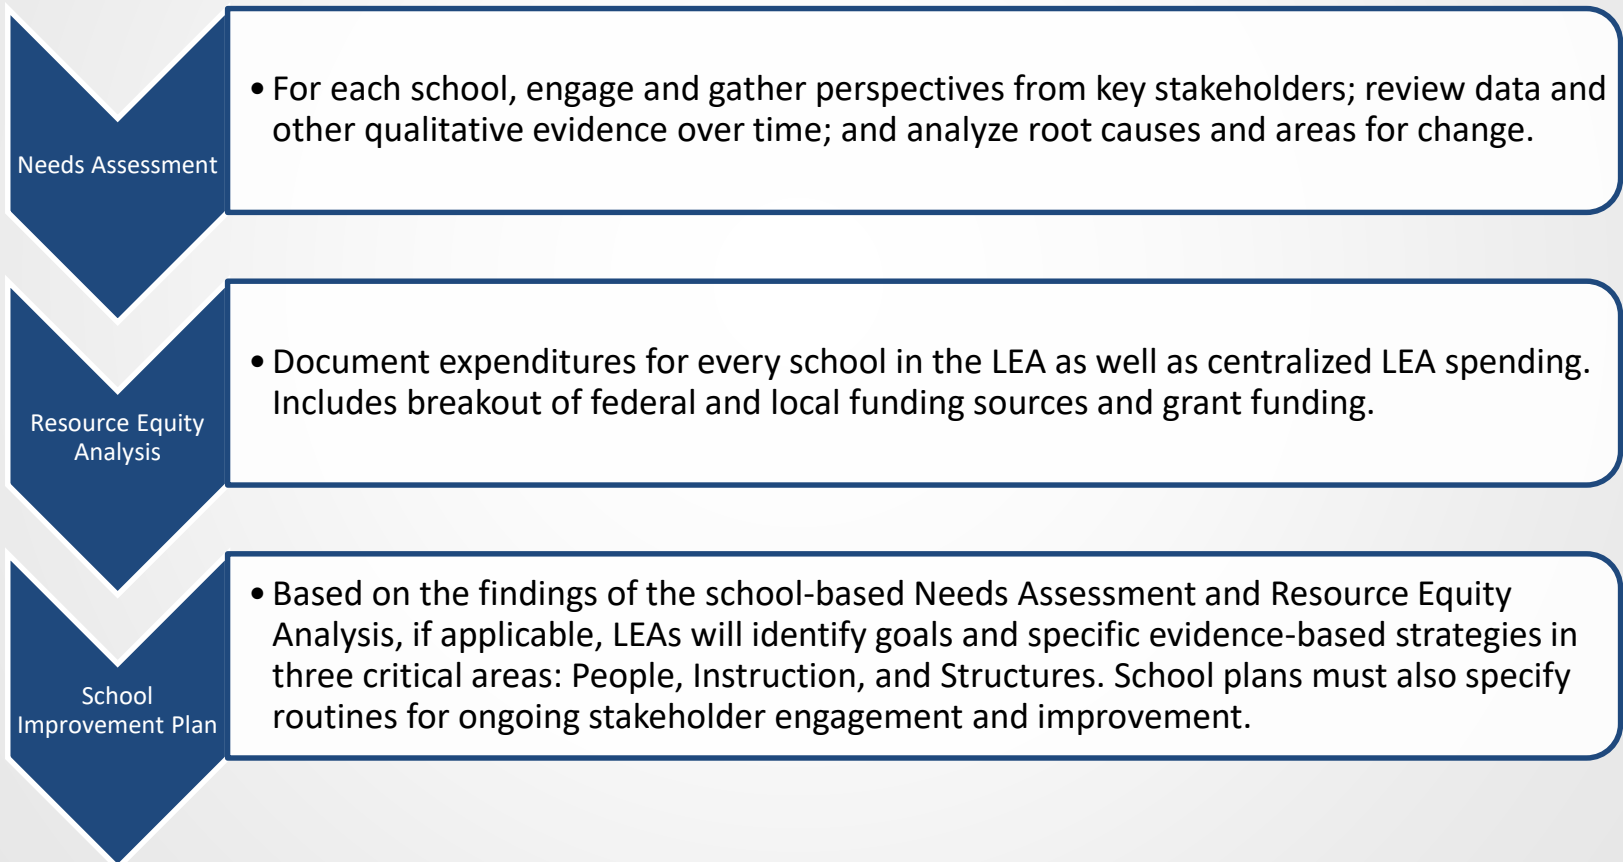 Needs Assessment
• For each school, engage and gather perspectives from key stakeholders; review data and
other qualitative evidence over time; and analyze root causes and areas for change.
Resource Equity
Analysis
• Document expenditures for every school in the LEA as well as centralized LEA spending.
Includes breakout of federal and local funding sources and grant funding.
School
Improvement Plan
• Based on the findings of the school-based Needs Assessment and Resource Equity
Analysis, if applicable, LEAs will identify goals and specific evidence-based strategies in
three critical areas: People, Instruction, and Structures. School plans must also specify
routines for ongoing stakeholder engagement and improvement.